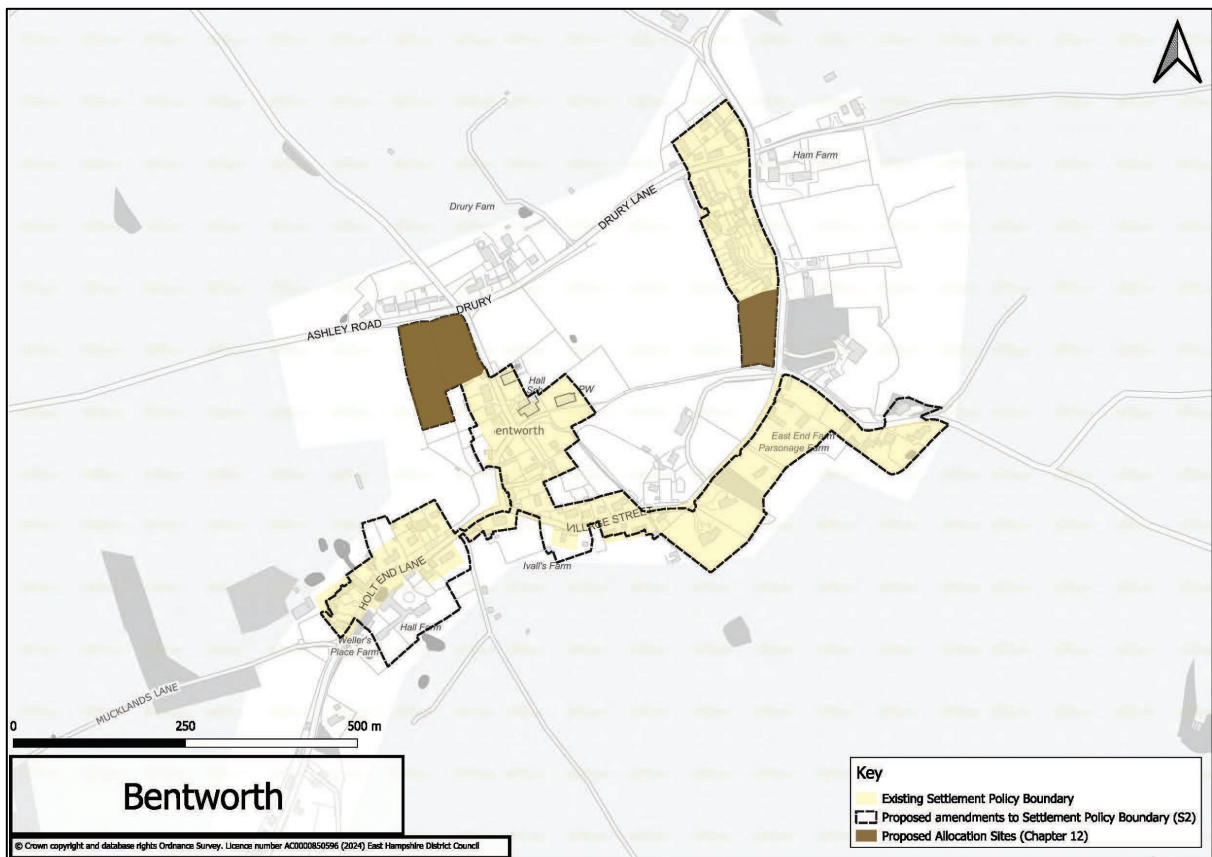 Ham Farm
Drury Farm
DRURY LANE
DRURY
ASHLEY ROAD
Hall
PW
entworth
East End Farm
Parsonage Farm
VILLAGE STREET
Ivall's Farm
HOLT END LANE
Hall Farm
Weller's
Place Farm
MUCKLANDS LANE
0 250 500 m
Bentworth
© Crown copyright and database rights Ordnance Survey. Licence number AC0000850596 (2024) East Hampshire District Council
Key
Existing Settlement Policy Boundary
Proposed amendments to Settlement Policy Boundary (S2)
Proposed Allocation Sites (Chapter 12)